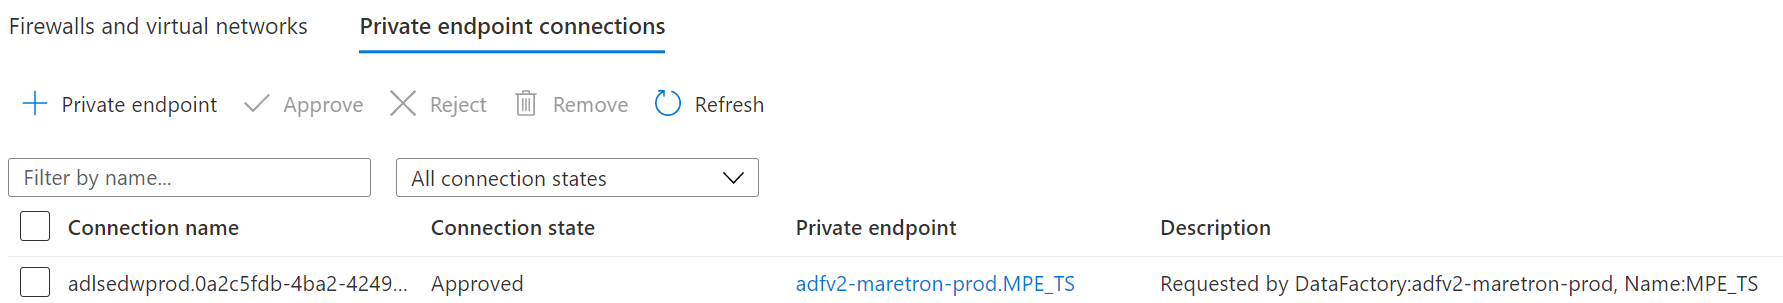 Firewalls and virtual networks Private endpoint connections
Private endpoint Approve Reject Remove Refresh
Filter by name... All connection states
Connection name Connection state Private endpoint Description
adlsedwprod.0a2c5fdb-4ba2-4249... Approved adfv2-maretron-prod.MPE_TS Requested by DataFactory:adfv2-maretron-prod, Name:MPE_TS